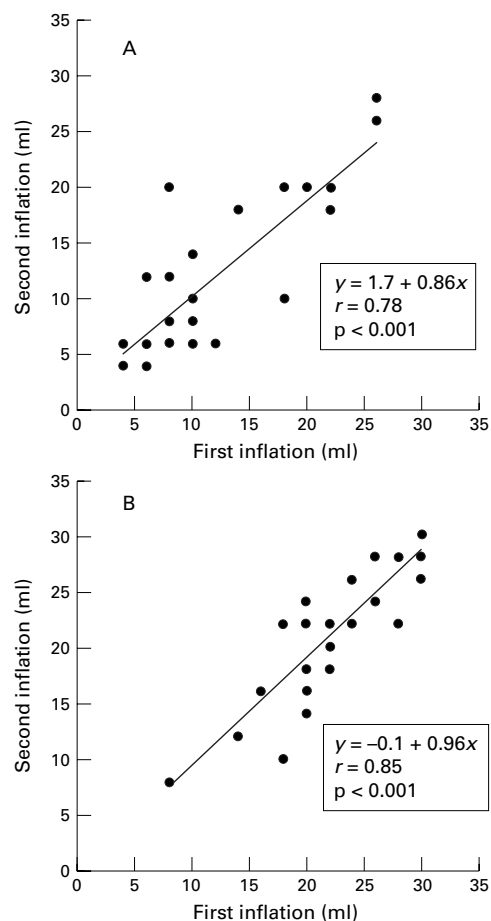 35
A
30
25
20
15
10
5
0
Second inflation (ml)
y = 1.7 + 0.86x
r = 0.78
p < 0.001
0 5 10 15 20 25 30 35
First inflation (ml)
35
B
30
25
20
15
10
5
0
Second inflation (ml)
y = –0.1 + 0.96x
r = 0.85
p < 0.001
0 5 10 15 20 25 30 35
First inflation (ml)